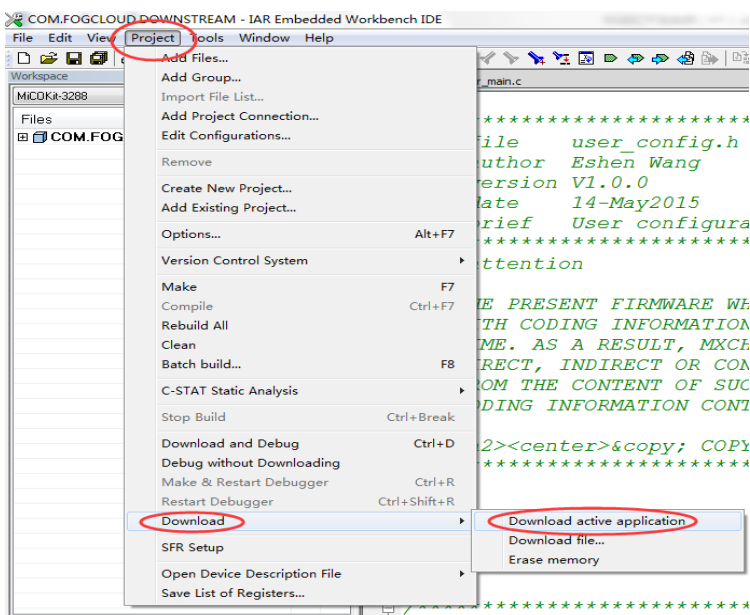 COM.FOGCLOUD.DOWNSTREAM - IAR Embedded Workbench IDE
File Edit View Project Tools Window Help
Workspace
MiCOKit-3288
Files
COM.FOG
Add Files...
Add Group...
Import File List...
Add Project Connection...
Edit Configurations...
Remove
Create New Project...
Add Existing Project...
Options... Alt+F7
Version Control System
Make F7
Compile Ctrl+F7
Rebuild All
Clean
Batch build... F8
C-STAT Static Analysis
Stop Build Ctrl+Break
Download and Debug Ctrl+D
Debug without Downloading
Make & Restart Debugger Ctrl+R
Restart Debugger Ctrl+Shift+R
Download
SFR Setup
Open Device Description File
Save List of Registers...
Download active application
Download file...
Erase memory
r_main.c
***********************
ile user_config.h
uthor Eshen Wang
ersion V1.0.0
ate 14-May2015
rief User configura
***********************
ttention
E PRESENT FIRMWARE WH
TH CODING INFORMATION
ME. AS A RESULT, MXCH
RECT, INDIRECT OR CON
ROM THE CONTENT OF SUC
DING INFORMATION CONT
2><center>&copy; COPY
***********************
/***********************